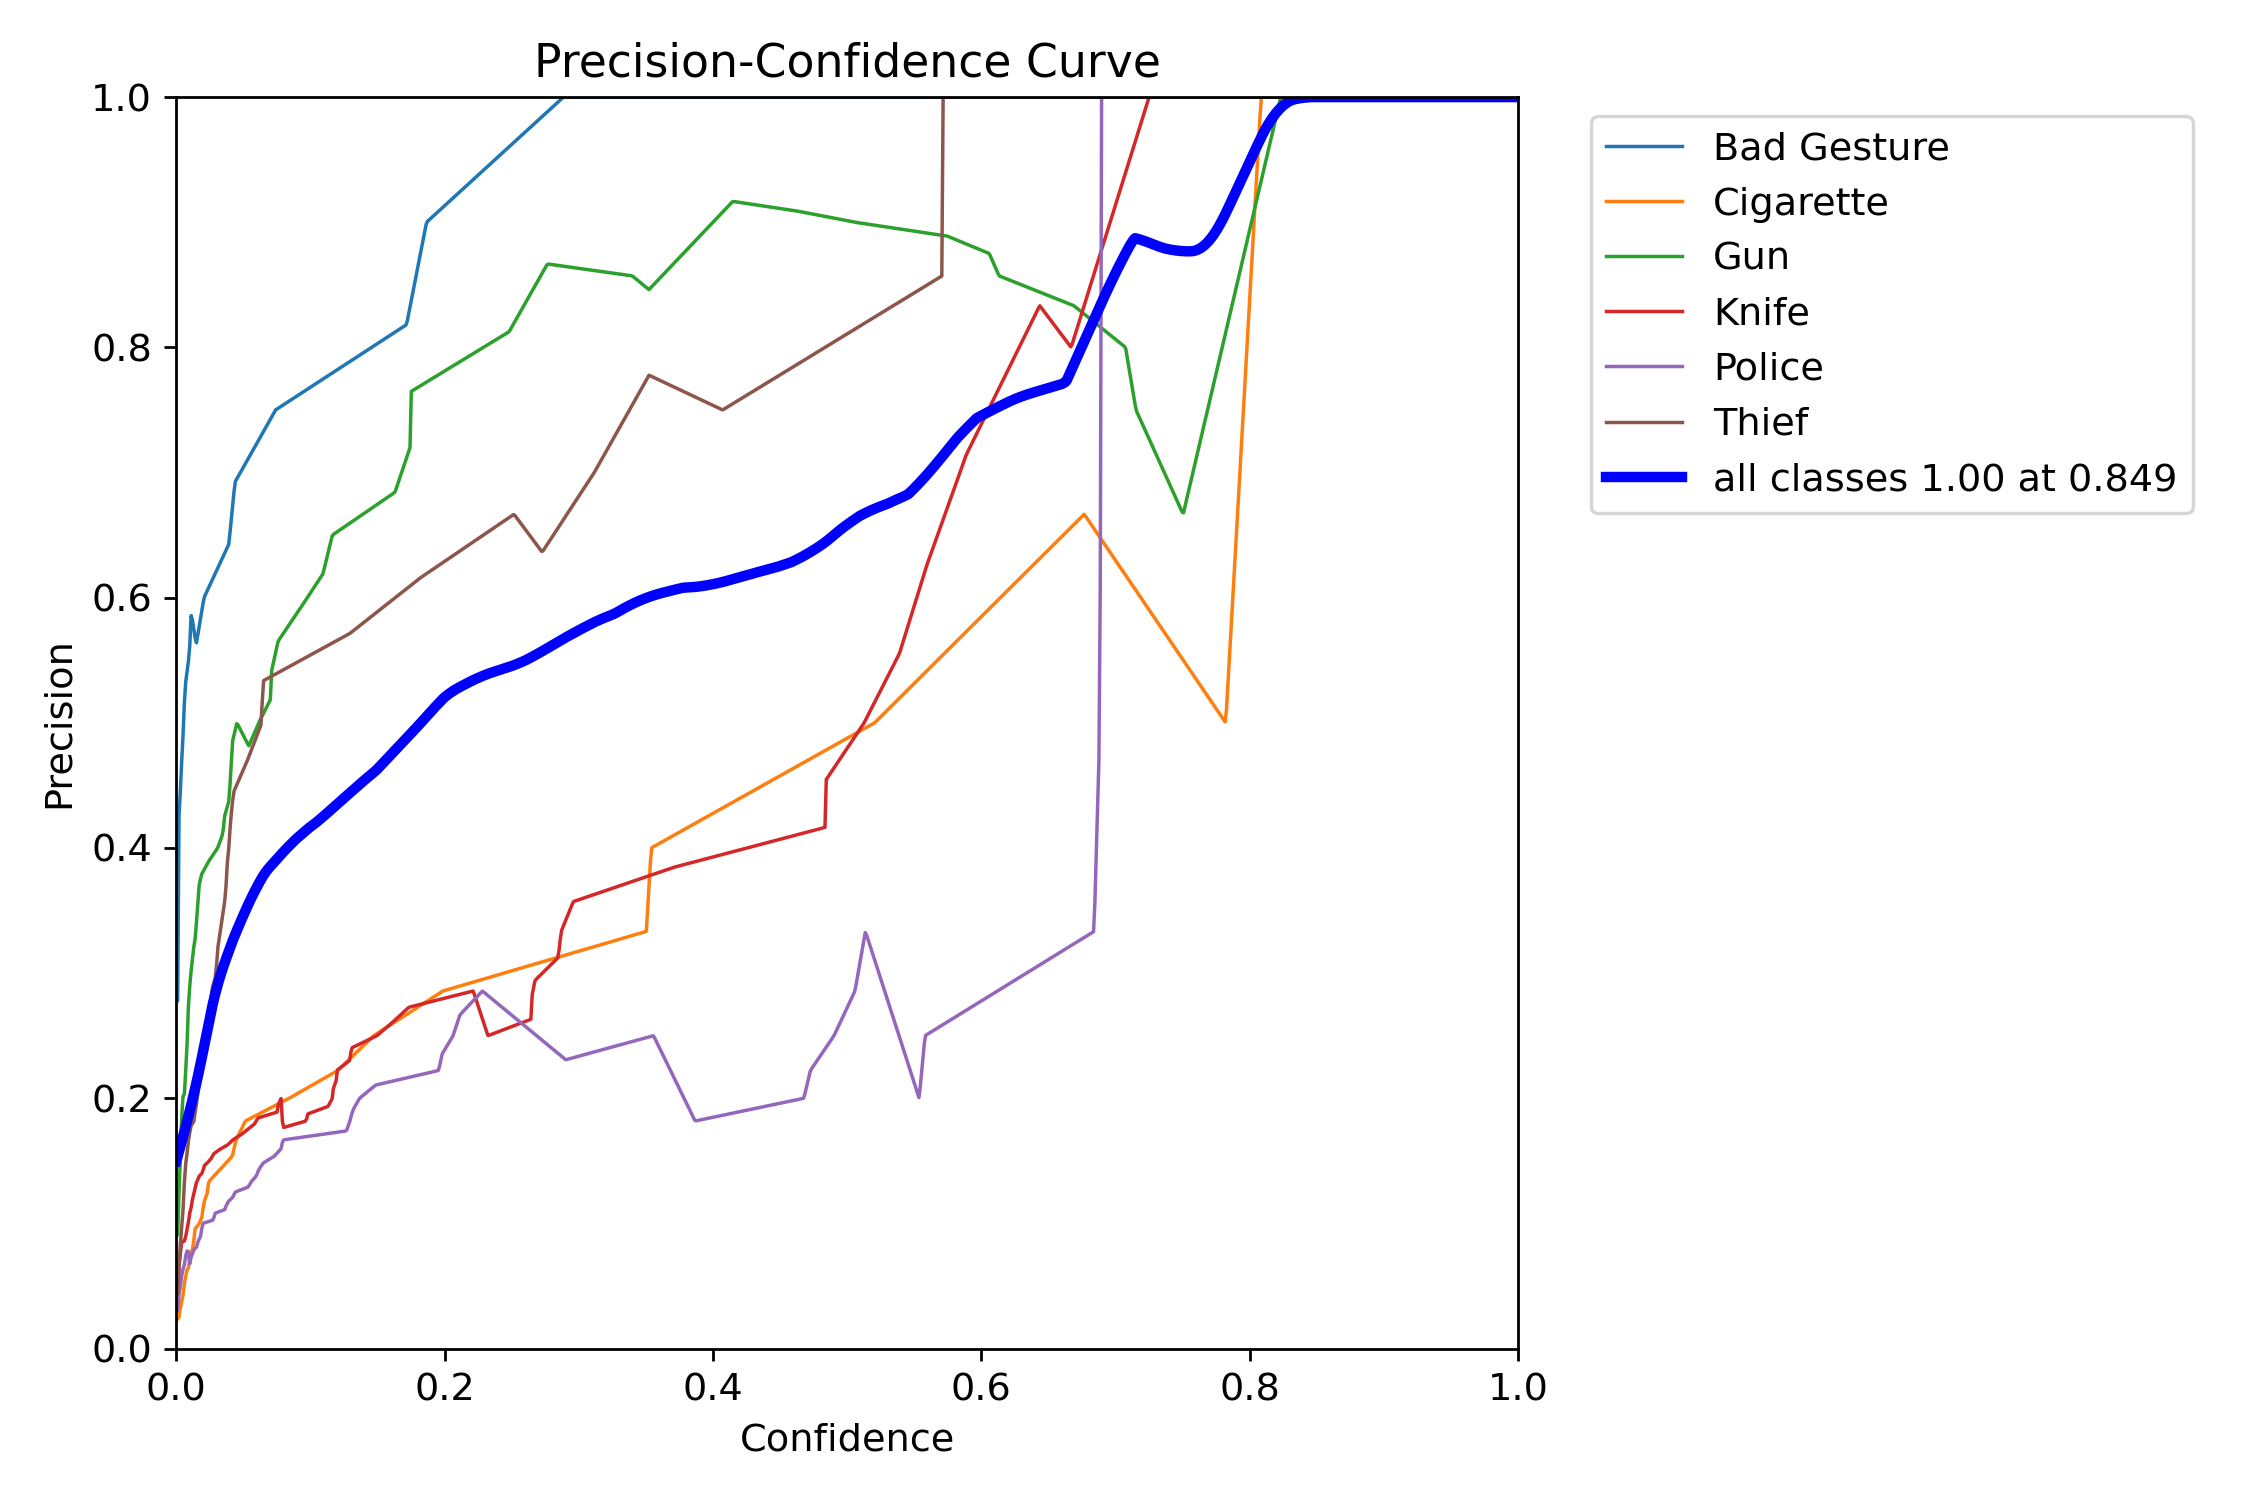 Precision-Confidence Curve
1.0
0.8
0.6
0.4
0.2
0.0
Precision
0.0 0.2 0.4 0.6 0.8 1.0
Confidence
Bad Gesture
Cigarette
Gun
Knife
Police
Thief
all classes 1.00 at 0.849